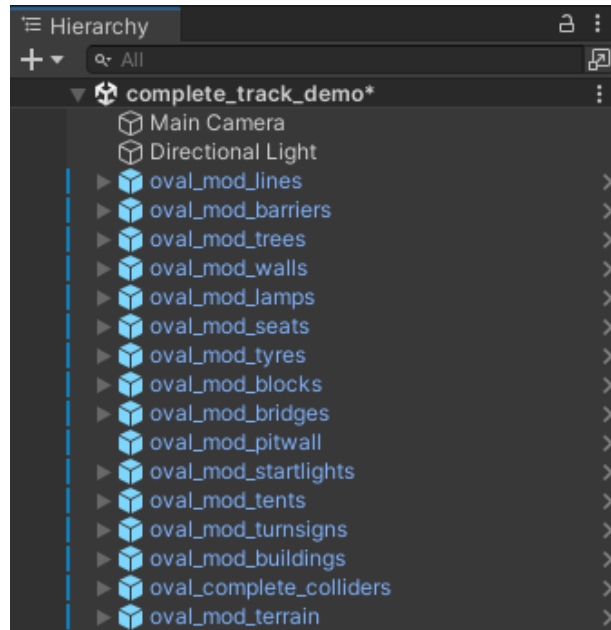 Hierarchy
All
complete_track_demo*
Main Camera
Directional Light
oval_mod_lines
oval_mod_barriers
oval_mod_trees
oval_mod_walls
oval_mod_lamps
oval_mod_seats
oval_mod_tyres
oval_mod_blocks
oval_mod_bridges
oval_mod_pitwall
oval_mod_startlights
oval_mod_tents
oval_mod_turnsigns
oval_mod_buildings
oval_complete_colliders
oval_mod_terrain